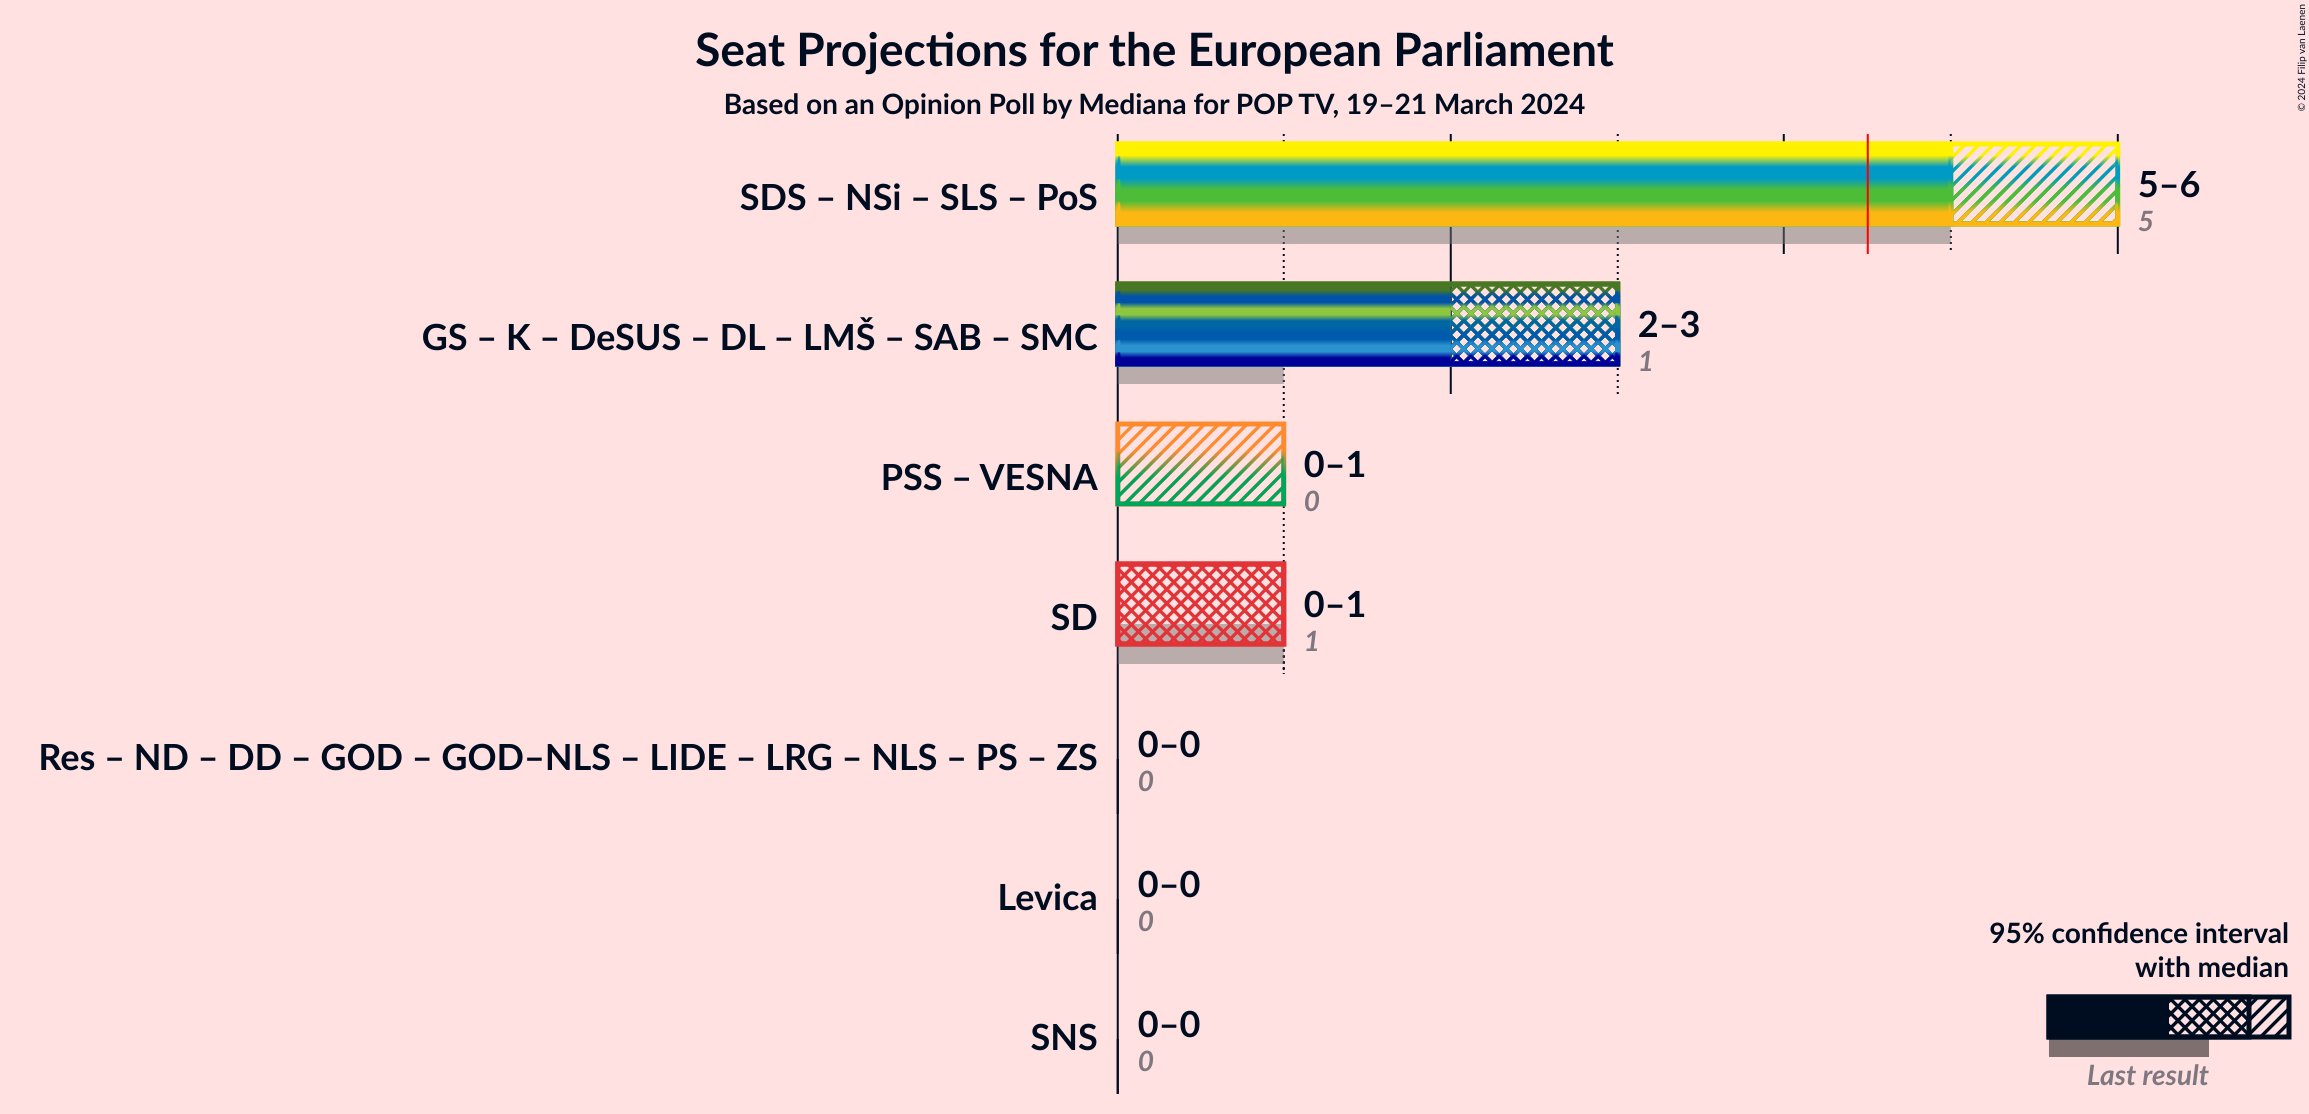 Seat Projections for the European Parliament
Based on an Opinion Poll by Mediana for POP TV, 19–21 March 2024
© 2024 Filip van Laenen
SDS – NSi – SLS – PoS
5–6
5
GS – K – DeSUS – DL – LMŠ – SAB – SMC
2–3
1
PSS – VESNA
0–1
0
SD
0–1
1
Res – ND – DD – GOD – GOD–NLS – LIDE – LRG – NLS – PS – ZS
0–0
0
Levica
0–0
0
SNS
0–0
0
95% confidence interval
with median
Last result